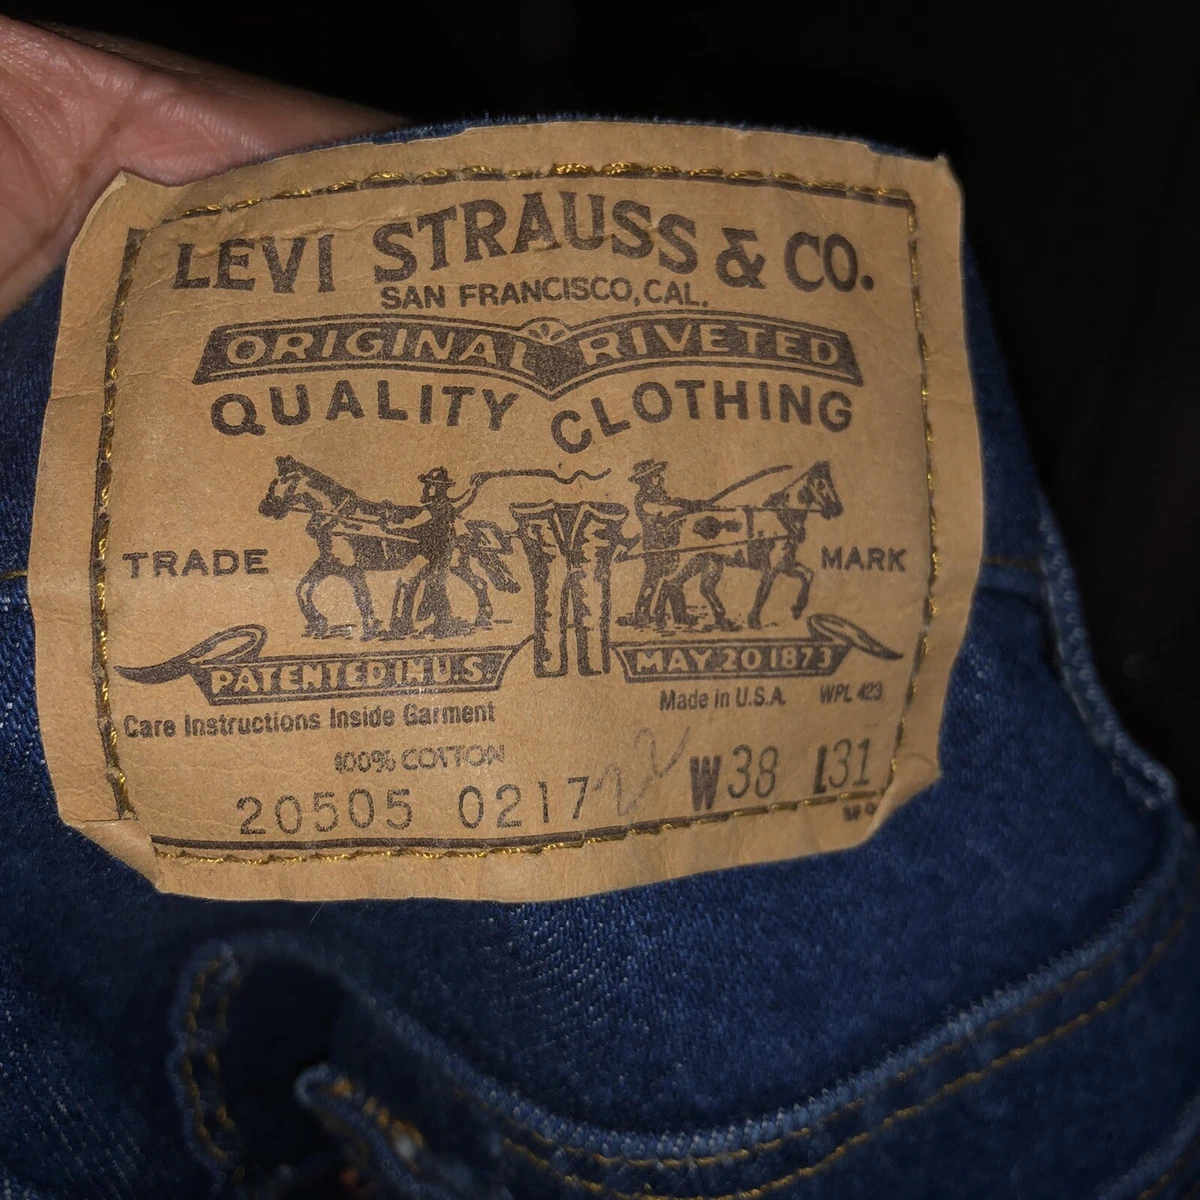 LEVI STRAUSS & CO.
SAN FRANCISCO, CAL.
ORIGINAL RIVETED
QUALITY CLOTHING
TRADE MARK
PATENTED IN U.S. MAY 20 1873
Made in U.S.A. WPL 423
Care Instructions Inside Garment
100% COTTON
20505 0217 W38 L31